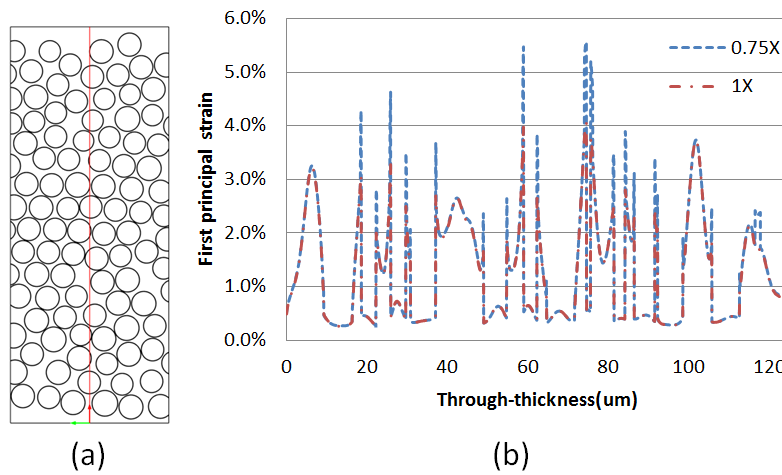 6.0%
5.0%
4.0%
3.0%
2.0%
1.0%
0.0%
First principal strain
0.75X
1X
0 20 40 60 80 100 120
Through-thickness(um)
(a) (b)